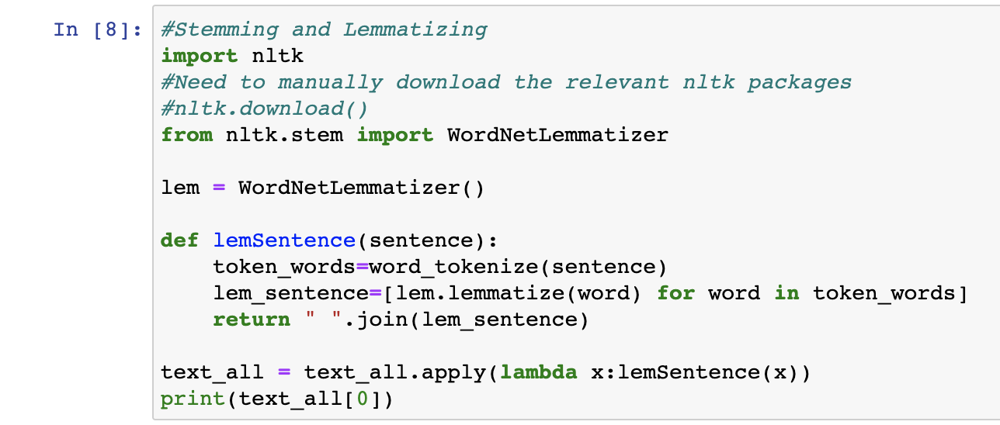 In [8]: #Stemming and Lemmatizing
import nltk
#Need to manually download the relevant nltk packages
#nltk.download()
from nltk.stem import WordNetLemmatizer
lem = WordNetLemmatizer()
def lemSentence(sentence):
    token_words=word_tokenize(sentence)
    lem_sentence=[lem.lemmatize(word) for word in token_words]
    return " ".join(lem_sentence)
text_all = text_all.apply(lambda x:lemSentence(x))
print(text_all[0])